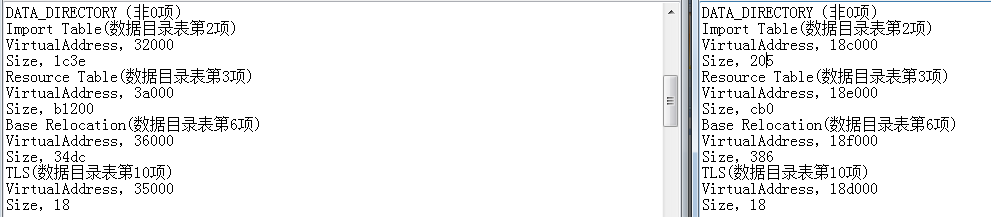 DATA_DIRECTORY (非0项)
Import Table(数据目录表第2项)
VirtualAddress, 32000
Size, 1c3e
Resource Table(数据目录表第3项)
VirtualAddress, 3a000
Size, b1200
Base Relocation(数据目录表第6项)
VirtualAddress, 36000
Size, 34dc
TLS(数据目录表第10项)
VirtualAddress, 35000
Size, 18
DATA_DIRECTORY (非0项)
Import Table(数据目录表第2项)
VirtualAddress, 18c000
Size, 205
Resource Table(数据目录表第3项)
VirtualAddress, 18e000
Size, cb0
Base Relocation(数据目录表第6项)
VirtualAddress, 18f000
Size, 386
TLS(数据目录表第10项)
VirtualAddress, 18d000
Size, 18